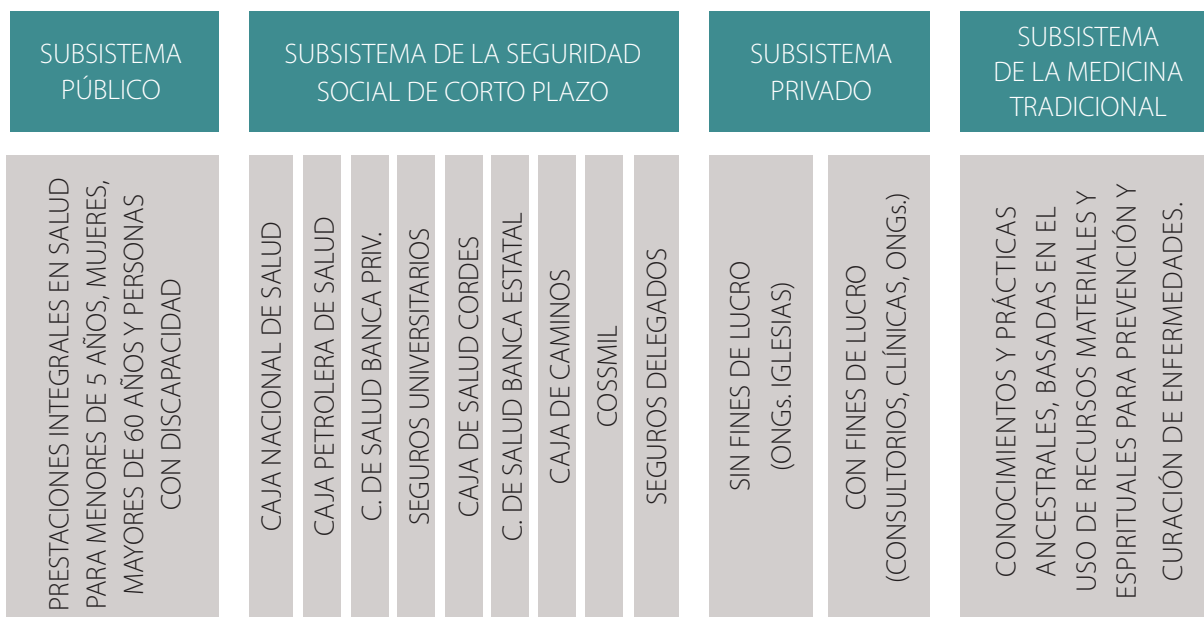 SUBSISTEMA
PÚBLICO
SUBSISTEMA DE LA SEGURIDAD
SOCIAL DE CORTO PLAZO
SUBSISTEMA
PRIVADO
SUBSISTEMA
DE LA MEDICINA
TRADICIONAL
PRESTACIONES INTEGRALES EN SALUD
PARA MENORES DE 5 AÑOS, MUJERES,
MAYORES DE 60 AÑOS Y PERSONAS
CON DISCAPACIDAD
CAJA NACIONAL DE SALUD
CAJA PETROLERA DE SALUD
C. DE SALUD BANCA PRIV.
SEGUROS UNIVERSITARIOS
CAJA DE SALUD CORDES
C. DE SALUD BANCA ESTATAL
CAJA DE CAMINOS
COSSMIL
SEGUROS DELEGADOS
SIN FINES DE LUCRO
(ONGs. IGLESIAS)
CON FINES DE LUCRO
(CONSULTORIOS, CLÍNICAS, ONGs.)
CONOCIMIENTOS Y PRÁCTICAS
ANCESTRALES, BASADAS EN EL
USO DE RECURSOS MATERIALES Y
ESPIRITUALES PARA PREVENCIÓN Y
CURACIÓN DE ENFERMEDADES.